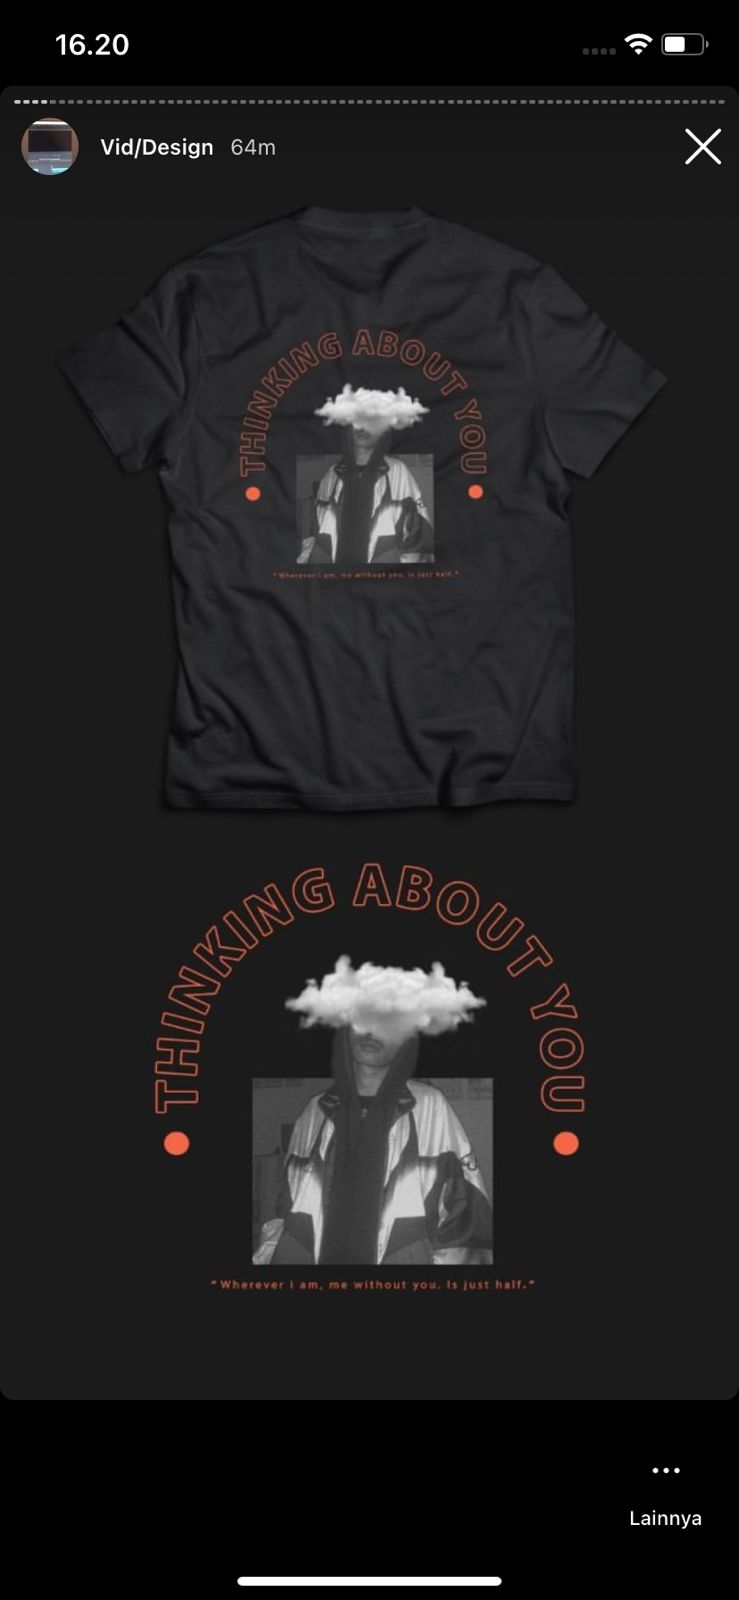 16.20
Vid/Design 64m
THINKING ABOUT YOU
"Wherever i am, me without you. Is just half."
THINKING ABOUT YOU
"Wherever i am, me without you. Is just half."
Lainnya